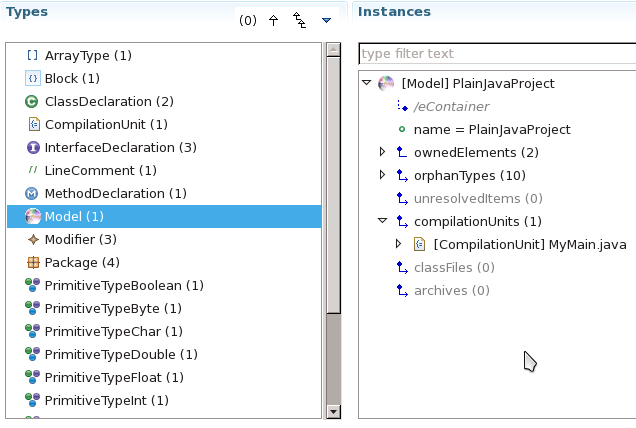 Types
(0)
ArrayType (1)
Block (1)
ClassDeclaration (2)
CompilationUnit (1)
InterfaceDeclaration (3)
LineComment (1)
MethodDeclaration (1)
Model (1)
Modifier (3)
Package (4)
PrimitiveTypeBoolean (1)
PrimitiveTypeByte (1)
PrimitiveTypeChar (1)
PrimitiveTypeDouble (1)
PrimitiveTypeFloat (1)
PrimitiveTypeInt (1)
Instances
type filter text
[Model] PlainJavaProject
/eContainer
name = PlainJavaProject
ownedElements (2)
orphanTypes (10)
unresolvedItems (0)
compilationUnits (1)
[CompilationUnit] MyMain.java
classFiles (0)
archives (0)